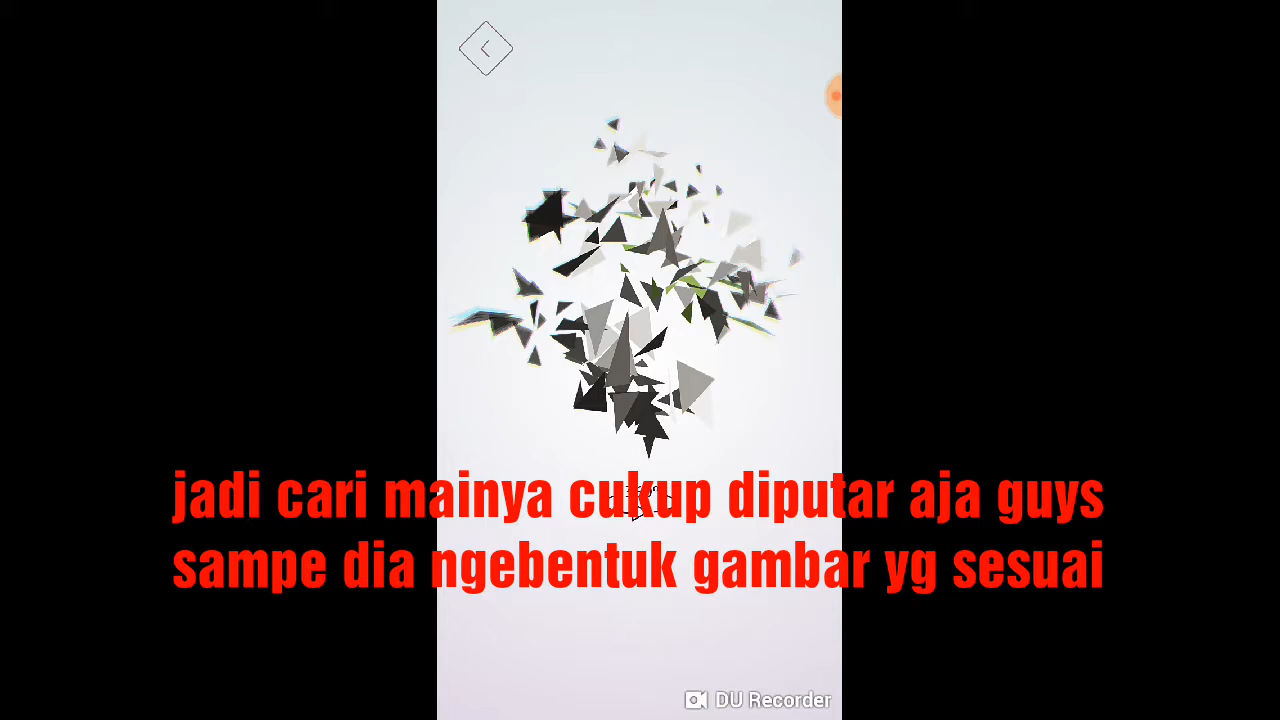 jadi cari mainya cukup diputar aja guys
sampe dia ngebentuk gambar yg sesuai
DU Recorder